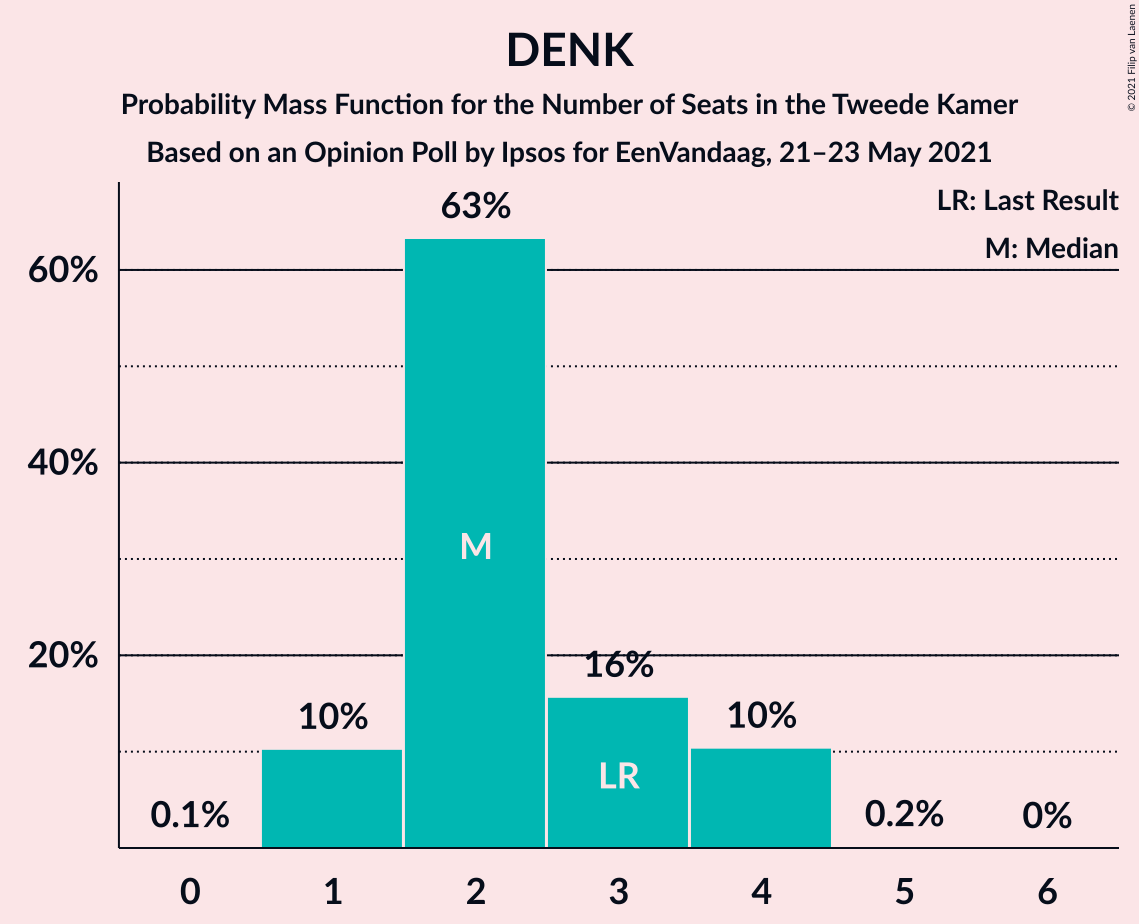 DENK
Probability Mass Function for the Number of Seats in the Tweede Kamer
Based on an Opinion Poll by Ipsos for EenVandaag, 21–23 May 2021
© 2021 Filip van Laenen
LR: Last Result
M: Median
63%
60%
40%
M
20%
16%
10%
10%
LR
0.1%
0.2%
0%
0 1 2 3 4 5 6